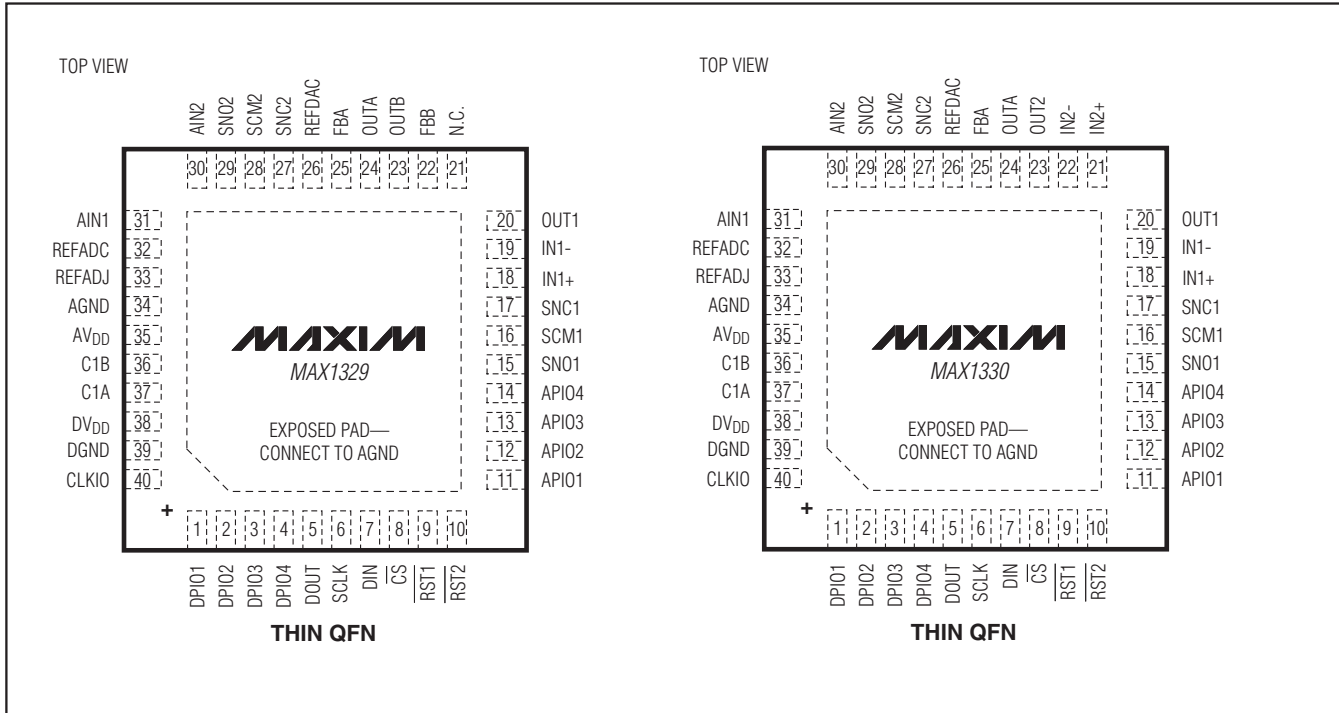 TOP VIEW
AIN2 SNO2 SCM2 SNC2 REFDAC FBA OUTA OUTB FBB N.C.
30 29 28 27 26 25 24 23 22 21
AIN1 31
REFADC 32
REFADJ 33
AGND 34
AVDD 35
C1B 36
C1A 37
DVDD 38
DGND 39
CLKIO 40
20 OUT1
19 IN1-
18 IN1+
17 SNC1
16 SCM1
15 SNO1
14 APIO4
13 APIO3
12 APIO2
11 APIO1
MAXIM
MAX1329
EXPOSED PAD—
CONNECT TO AGND
+
1 2 3 4 5 6 7 8 9 10
DPIO1 DPIO2 DPIO3 DPIO4 DOUT SCLK DIN CS RST1 RST2
THIN QFN
TOP VIEW
AIN2 SNO2 SCM2 SNC2 REFDAC FBA OUTA OUT2 IN2- IN2+
30 29 28 27 26 25 24 23 22 21
AIN1 31
REFADC 32
REFADJ 33
AGND 34
AVDD 35
C1B 36
C1A 37
DVDD 38
DGND 39
CLKIO 40
20 OUT1
19 IN1-
18 IN1+
17 SNC1
16 SCM1
15 SNO1
14 APIO4
13 APIO3
12 APIO2
11 APIO1
MAXIM
MAX1330
EXPOSED PAD—
CONNECT TO AGND
+
1 2 3 4 5 6 7 8 9 10
DPIO1 DPIO2 DPIO3 DPIO4 DOUT SCLK DIN CS RST1 RST2
THIN QFN